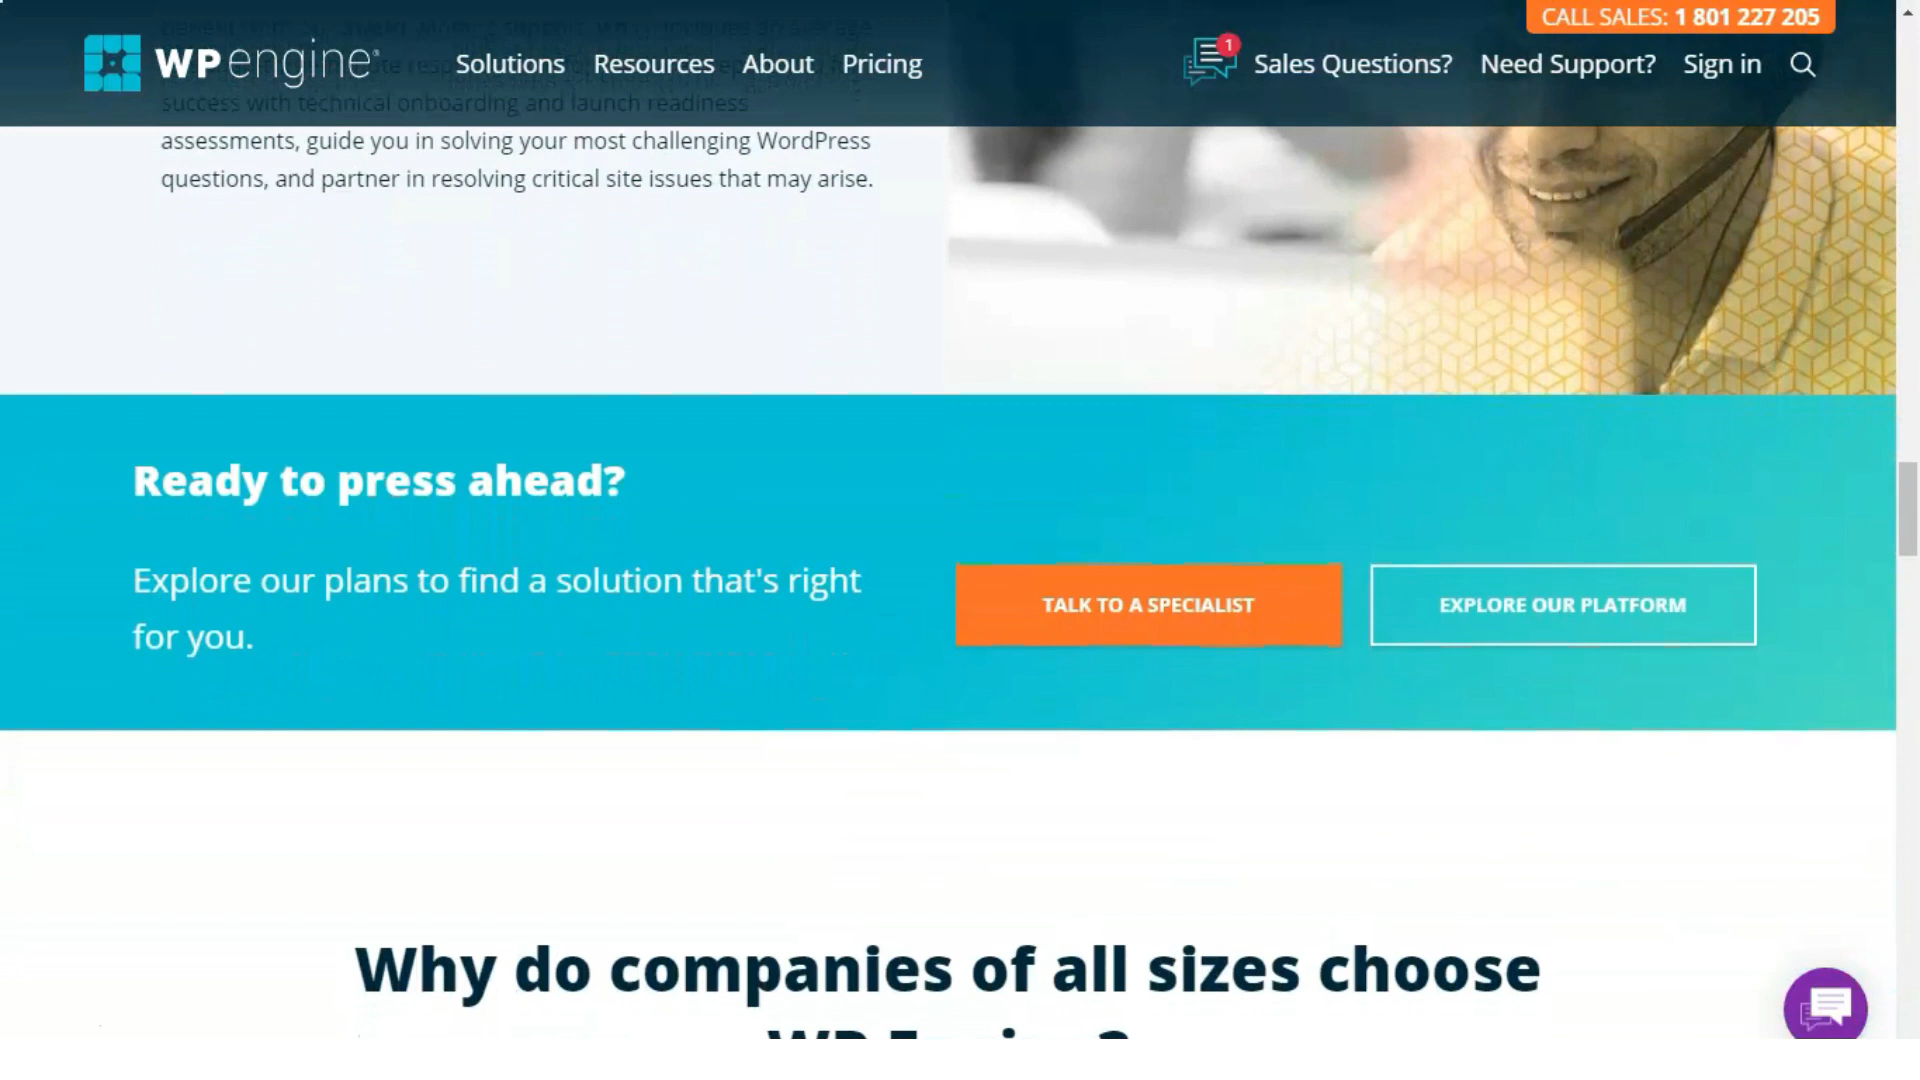 CALL SALES: 1 801 227 205
WP engine
Solutions
Resources
About
Pricing
1
Sales Questions?
Need Support?
Sign in
success with technical onboarding and launch readiness
assessments, guide you in solving your most challenging WordPress
questions, and partner in resolving critical site issues that may arise.
Ready to press ahead?
Explore our plans to find a solution that's right
for you.
TALK TO A SPECIALIST
EXPLORE OUR PLATFORM
Why do companies of all sizes choose
WP Engine?